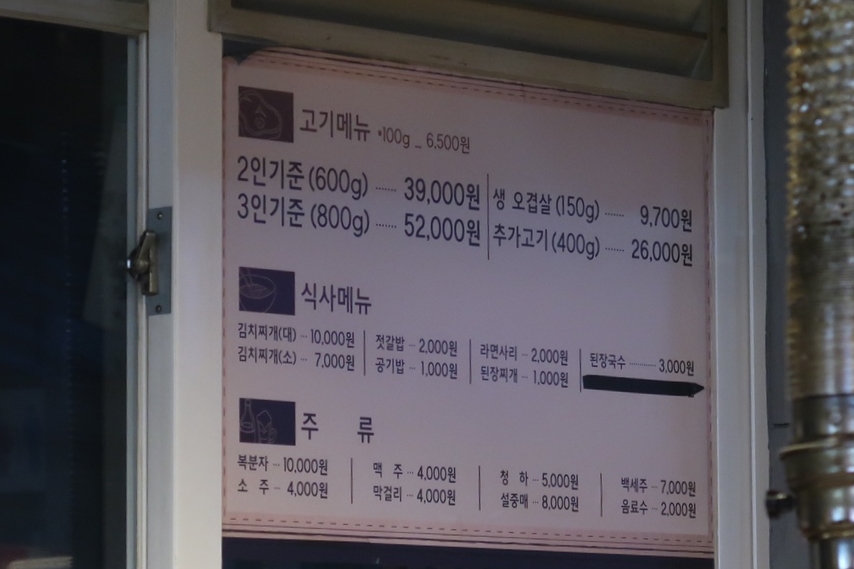 고기메뉴 •100g _ 6,500원
2인기준 (600g) ······ 39,000원
3인기준 (800g) ······ 52,000원
생 오겹살 (150g) ······ 9,700원
추가고기 (400g) ······ 26,000원
식사메뉴
김치찌개(대) ··· 10,000원
김치찌개(소) ··· 7,000원
젓갈밥 ··· 2,000원
공기밥 ··· 1,000원
라면사리 ··· 2,000원
된장찌개 ··· 1,000원
된장국수 ········· 3,000원
주 류
복분자 ··· 10,000원
소 주 ··· 4,000원
맥 주 ··· 4,000원
막걸리 ··· 4,000원
청 하 ··· 5,000원
설중매 ··· 8,000원
백세주 ··· 7,000원
음료수 ··· 2,000원